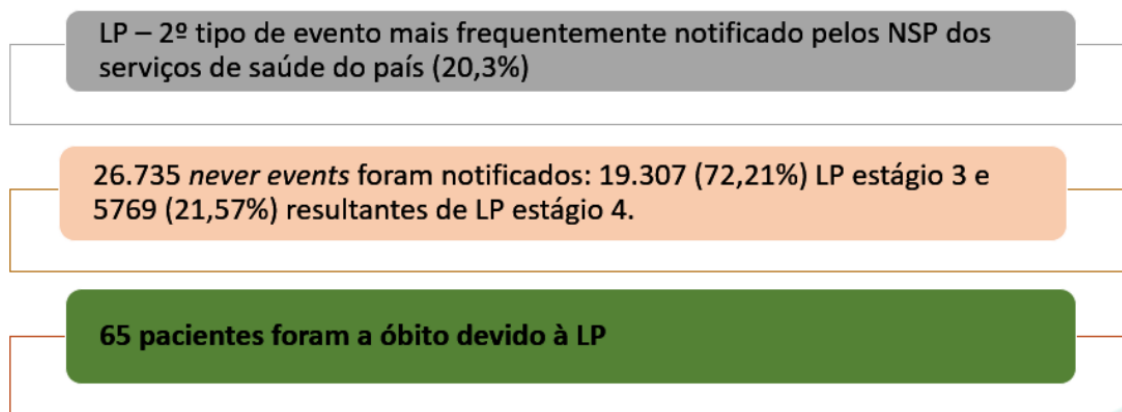 LP – 2º tipo de evento mais frequentemente notificado pelos NSP dos
serviços de saúde do país (20,3%)
26.735 never events foram notificados: 19.307 (72,21%) LP estágio 3 e
5769 (21,57%) resultantes de LP estágio 4.
65 pacientes foram a óbito devido à LP